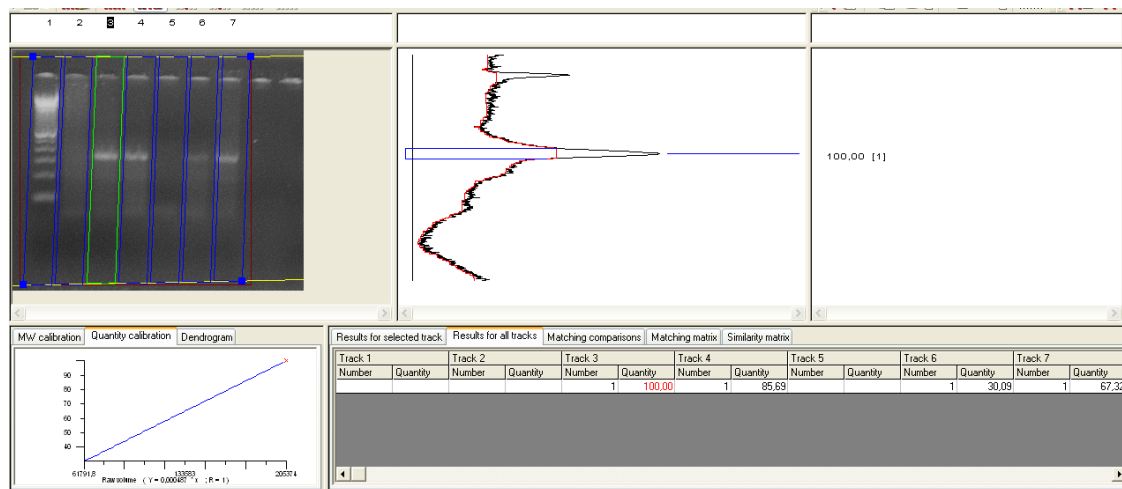 1 2 3 4 5 6 7
100,00 [1]
MW calibration Quantity calibration Dendrogram
90
80
70
60
50
40
61791,8 133583 205374
Raw volume ( Y = 0,000487 * x ; R = 1)
Results for selected track Results for all tracks Matching comparisons Matching matrix Similarity matrix
Track 1 Track 2 Track 3 Track 4 Track 5 Track 6 Track 7
Number Quantity Number Quantity Number Quantity Number Quantity Number Quantity Number Quantity Number Quantity
1 100,00 1 85,69 1 30,09 1 67,32